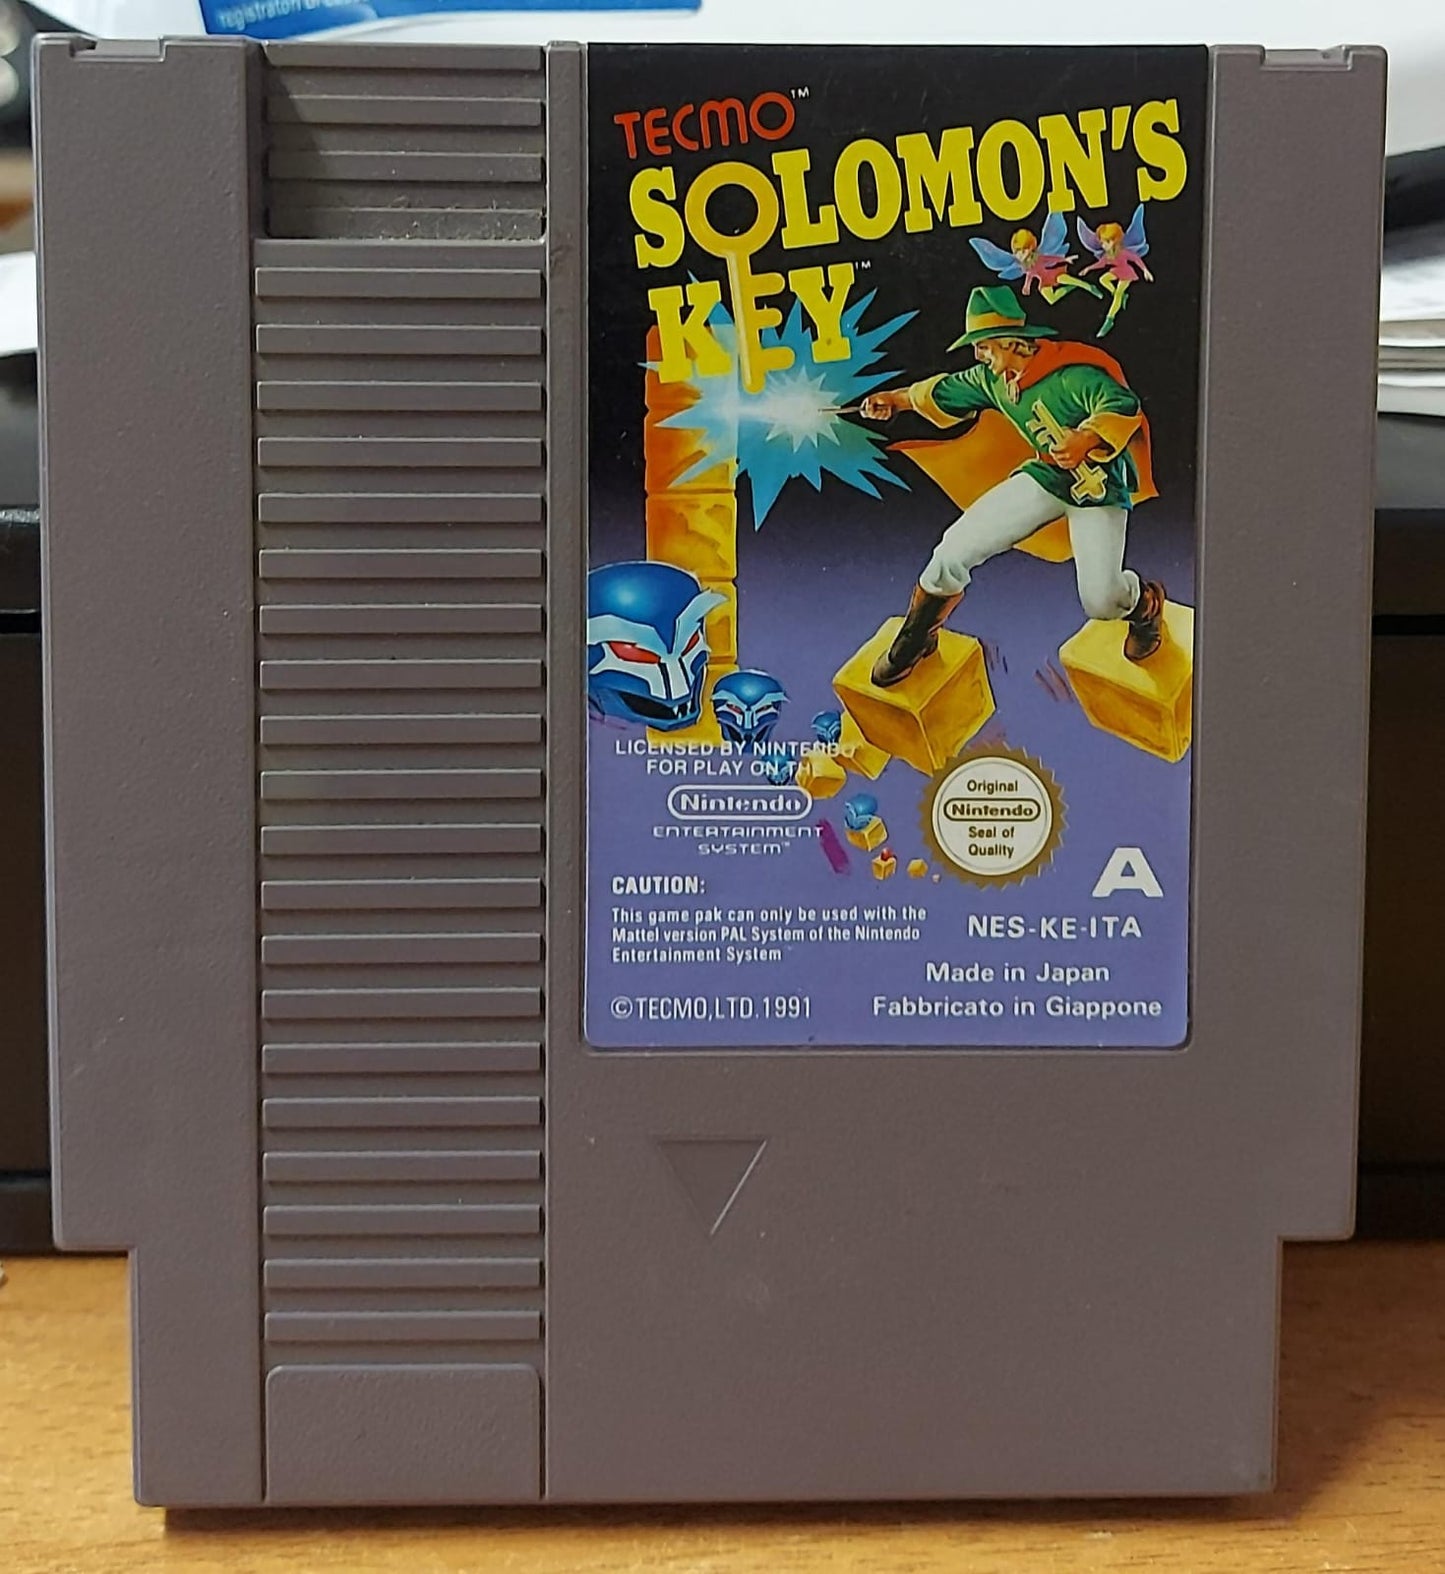 TECMO™
SOLOMON'S
KEY™
LICENSED BY NINTENDO
FOR PLAY ON THE
Nintendo
ENTERTAINMENT
SYSTEM™
Original
Nintendo
Seal of
Quality
A
CAUTION:
This game pak can only be used with the
Mattel version PAL System of the Nintendo
Entertainment System
NES-KE-ITA
Made in Japan
©TECMO,LTD.1991
Fabbricato in Giappone